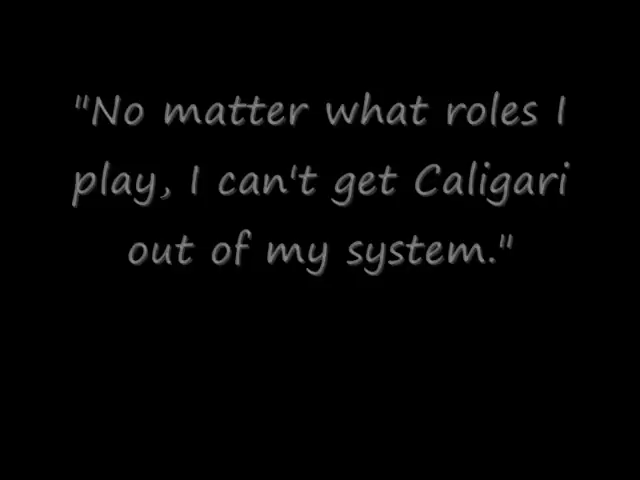 "No matter what roles I
play, I can't get Caligari
out of my system."